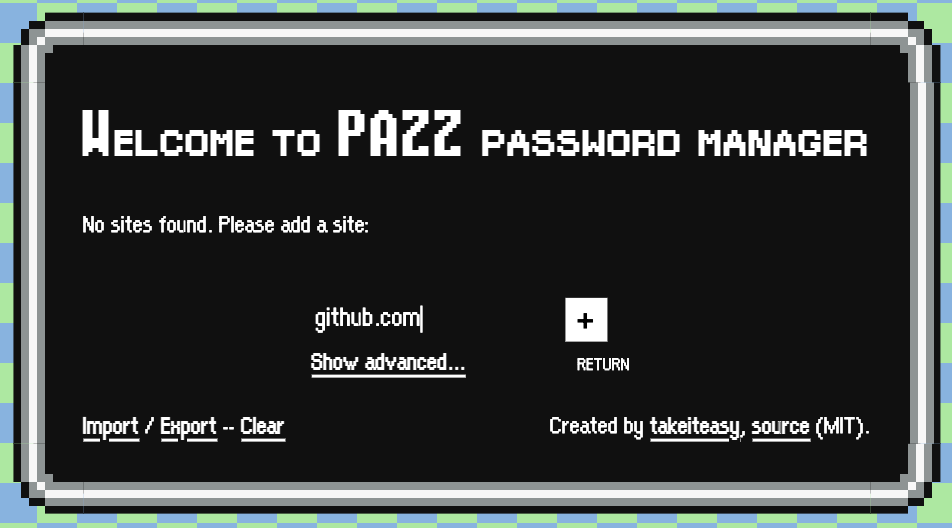 Welcome to PAZZ password manager
No sites found. Please add a site:
github.com
+
Show advanced...
RETURN
Import / Export -- Clear
Created by takeiteasy, source (MIT).